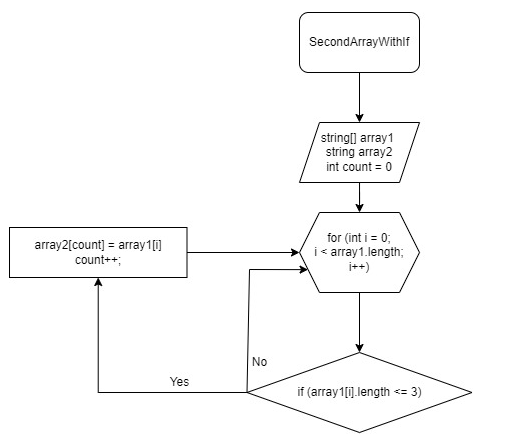 SecondArrayWithIf
string[] array1
string array2
int count = 0
for (int i = 0;
i < array1.length;
i++)
array2[count] = array1[i]
count++;
No
Yes
if (array1[i].length <= 3)